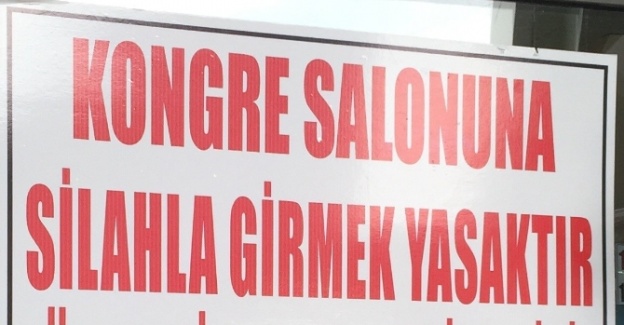 KONGRE SALONUNA
SİLAHLA GİRMEK YASAKTIR